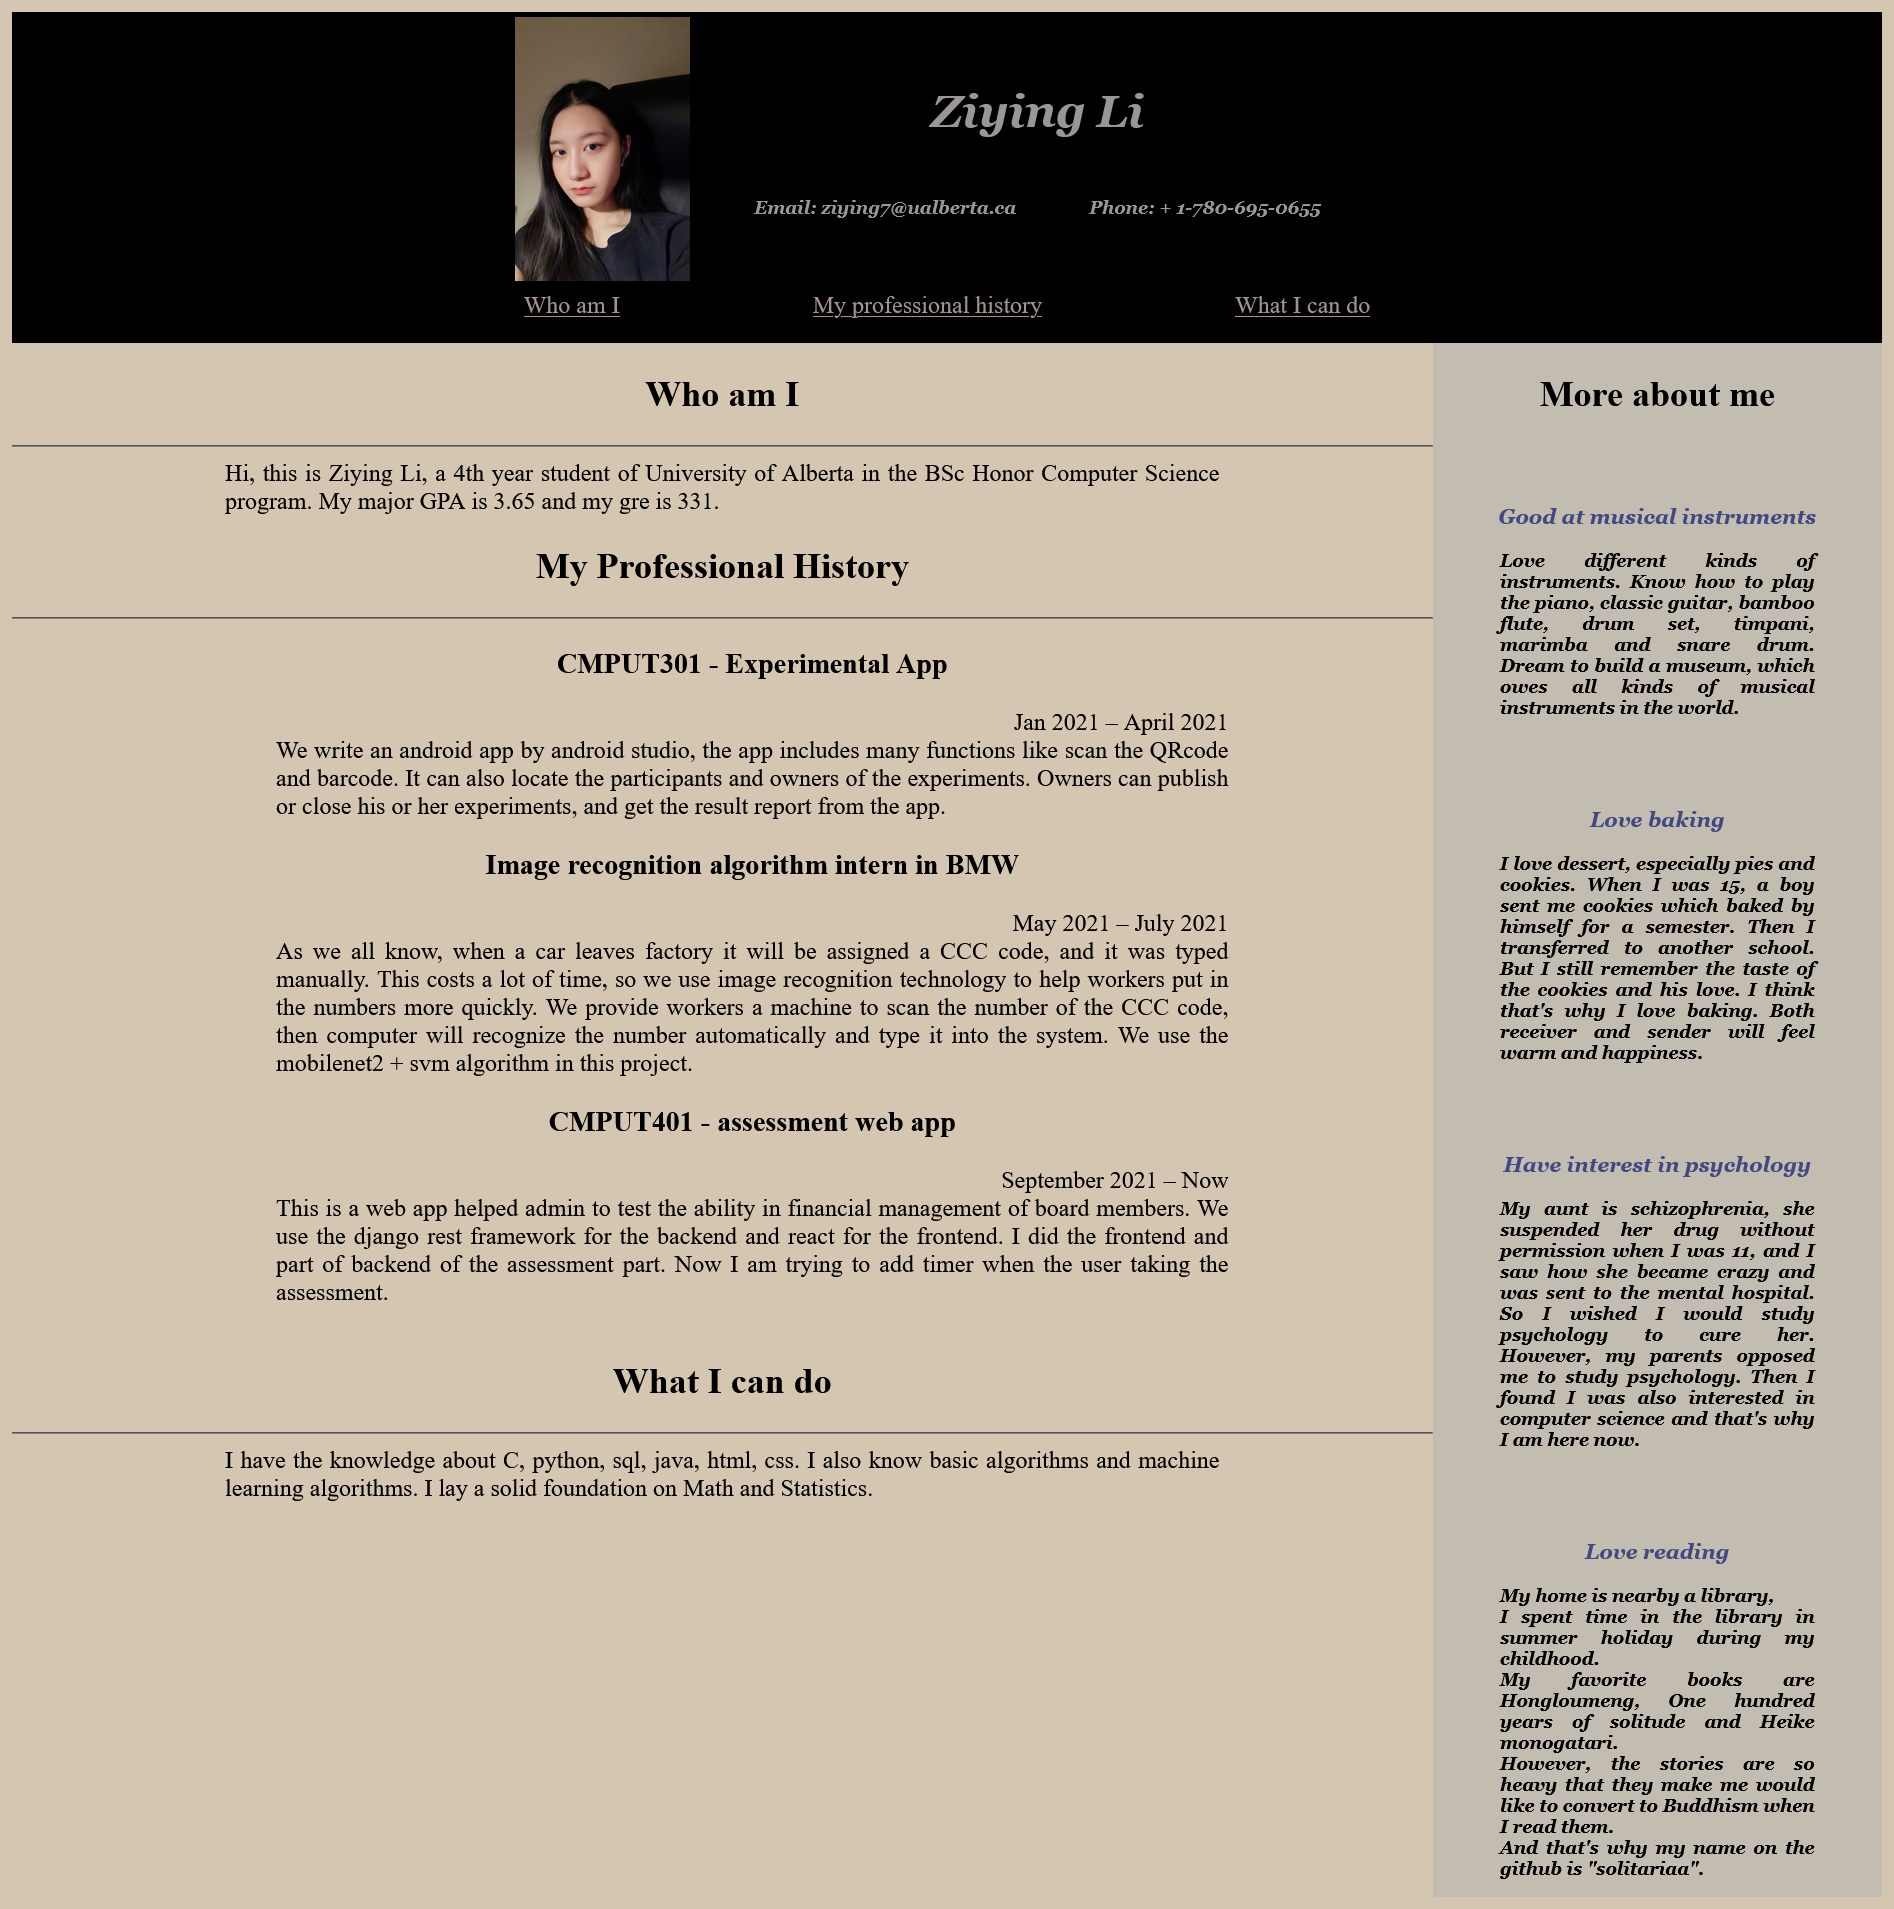 Ziying Li
Email: ziying7@ualberta.ca Phone: + 1-780-695-0655
Who am I My professional history What I can do
Who am I
Hi, this is Ziying Li, a 4th year student of University of Alberta in the BSc Honor Computer Science
program. My major GPA is 3.65 and my gre is 331.
My Professional History
CMPUT301 - Experimental App
Jan 2021 – April 2021
We write an android app by android studio, the app includes many functions like scan the QRcode
and barcode. It can also locate the participants and owners of the experiments. Owners can publish
or close his or her experiments, and get the result report from the app.
Image recognition algorithm intern in BMW
May 2021 – July 2021
As we all know, when a car leaves factory it will be assigned a CCC code, and it was typed
manually. This costs a lot of time, so we use image recognition technology to help workers put in
the numbers more quickly. We provide workers a machine to scan the number of the CCC code,
then computer will recognize the number automatically and type it into the system. We use the
mobilenet2 + svm algorithm in this project.
CMPUT401 - assessment web app
September 2021 – Now
This is a web app helped admin to test the ability in financial management of board members. We
use the django rest framework for the backend and react for the frontend. I did the frontend and
part of backend of the assessment part. Now I am trying to add timer when the user taking the
assessment.
What I can do
I have the knowledge about C, python, sql, java, html, css. I also know basic algorithms and machine
learning algorithms. I lay a solid foundation on Math and Statistics.
More about me
Good at musical instruments
Love different kinds of
instruments. Know how to play
the piano, classic guitar, bamboo
flute, drum set, timpani,
marimba and snare drum.
Dream to build a museum, which
owes all kinds of musical
instruments in the world.
Love baking
I love dessert, especially pies and
cookies. When I was 15, a boy
sent me cookies which baked by
himself for a semester. Then I
transferred to another school.
But I still remember the taste of
the cookies and his love. I think
that's why I love baking. Both
receiver and sender will feel
warm and happiness.
Have interest in psychology
My aunt is schizophrenia, she
suspended her drug without
permission when I was 11, and I
saw how she became crazy and
was sent to the mental hospital.
So I wished I would study
psychology to cure her.
However, my parents opposed
me to study psychology. Then I
found I was also interested in
computer science and that's why
I am here now.
Love reading
My home is nearby a library,
I spent time in the library in
summer holiday during my
childhood.
My favorite books are
Hongloumeng, One hundred
years of solitude and Heike
monogatari.
However, the stories are so
heavy that they make me would
like to convert to Buddhism when
I read them.
And that's why my name on the
github is "solitariaa".